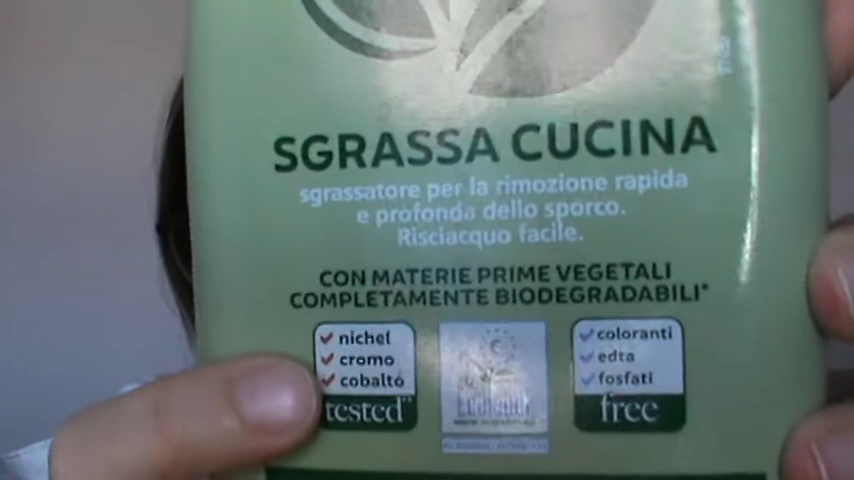 SGRASSA CUCINA
sgrassatore per la rimozione rapida
e profonda dello sporco.
Risciacquo facile.
CON MATERIE PRIME VEGETALI
COMPLETAMENTE BIODEGRADABILI*
nichel
cromo
cobalto
tested**
Ecolabel
coloranti
edta
fosfati
free